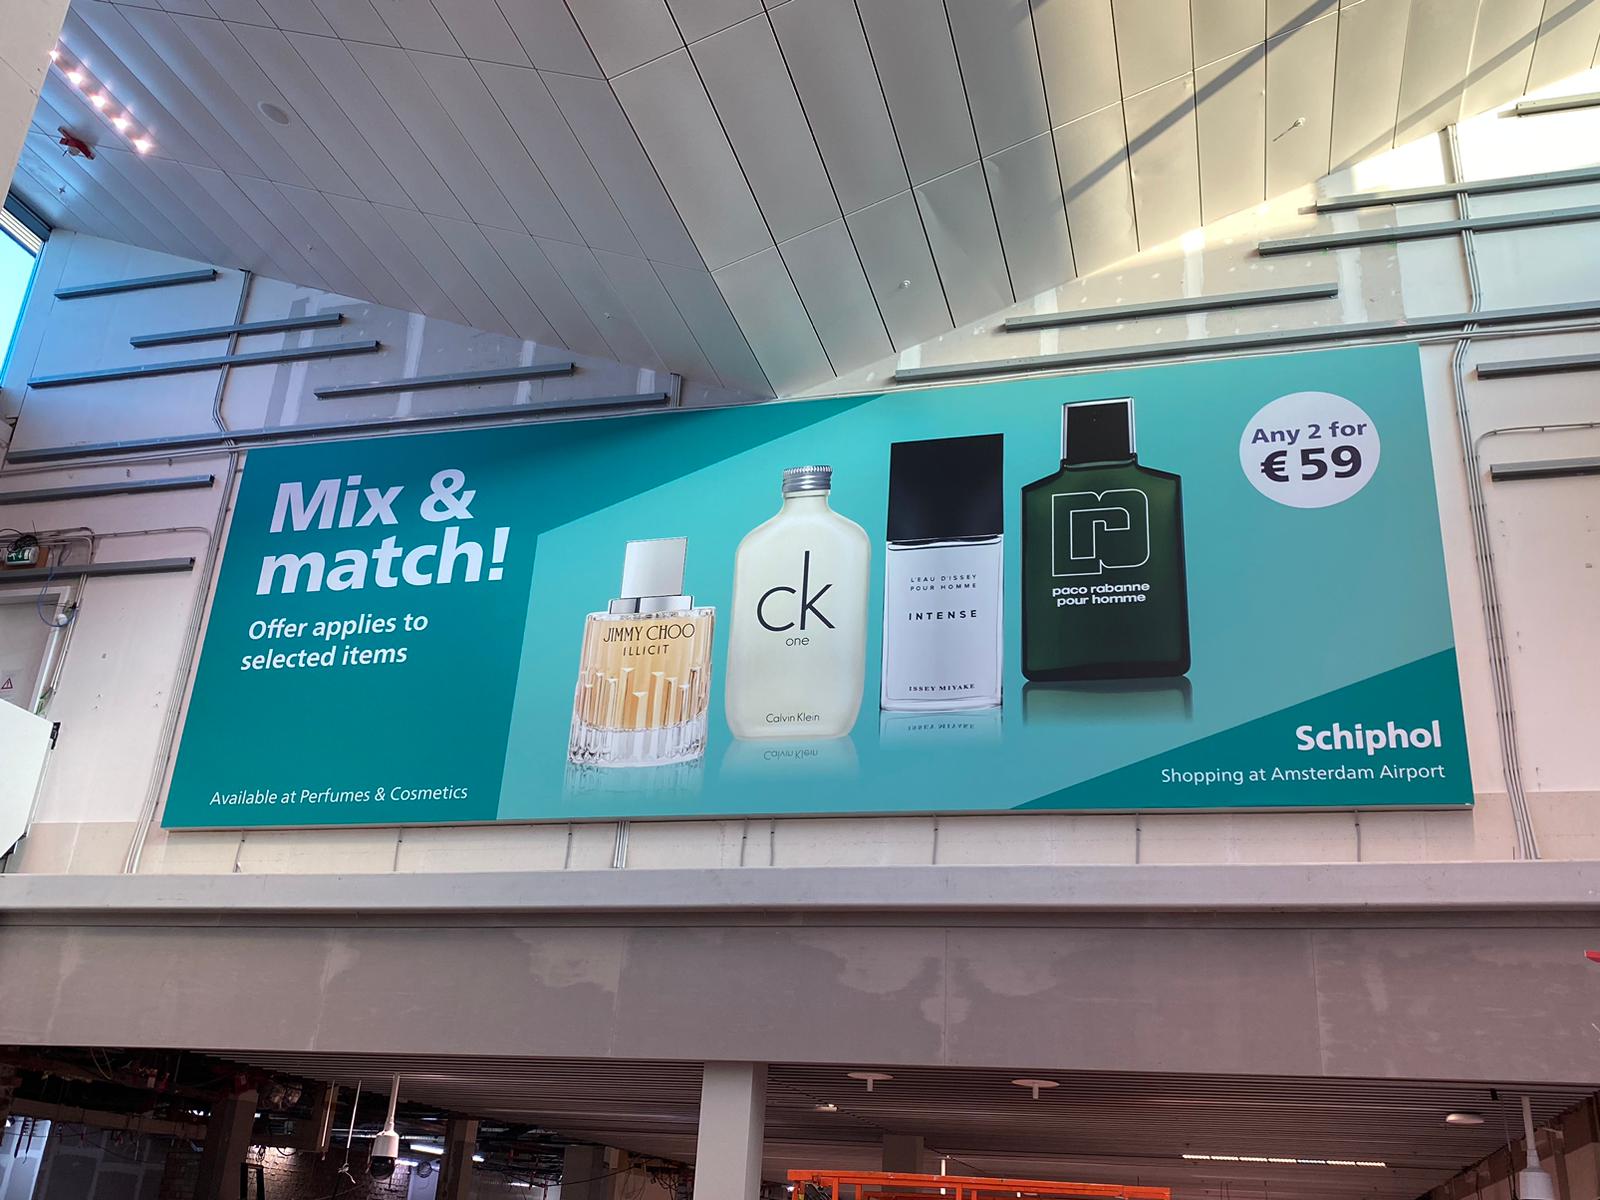 Mix &
match!
Offer applies to
selected items
Available at Perfumes & Cosmetics
JIMMY CHOO
ILLICIT
ck
one
Calvin Klein
L'EAU D'ISSEY
POUR HOMME
INTENSE
ISSEY MIYAKE
paco rabanne
pour homme
Any 2 for
€59
Schiphol
Shopping at Amsterdam Airport